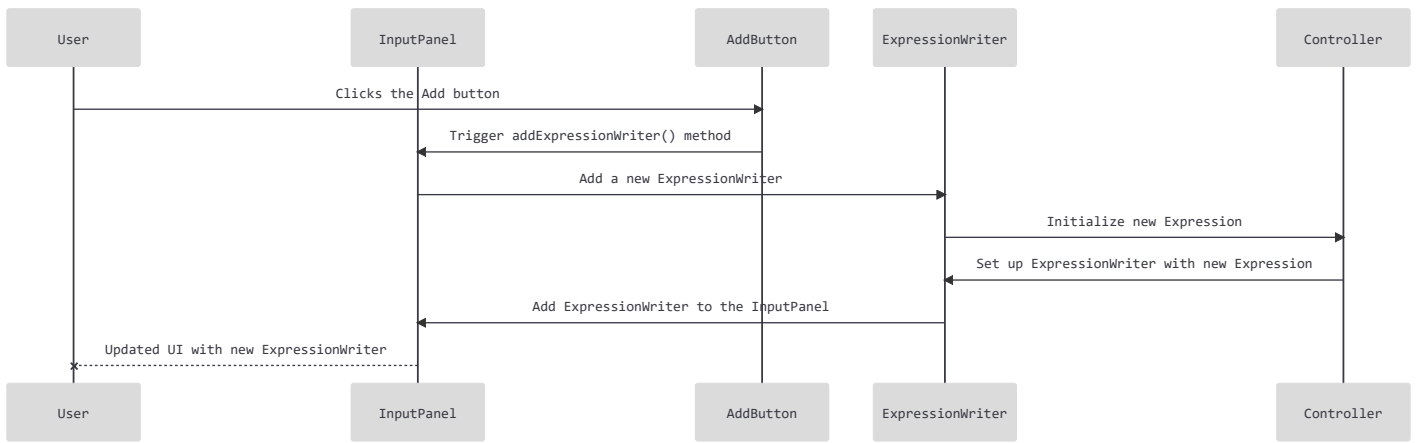 User InputPanel AddButton ExpressionWriter Controller
Clicks the Add button
Trigger addExpressionWriter() method
Add a new ExpressionWriter
Initialize new Expression
Set up ExpressionWriter with new Expression
Add ExpressionWriter to the InputPanel
Updated UI with new ExpressionWriter
User InputPanel AddButton ExpressionWriter Controller